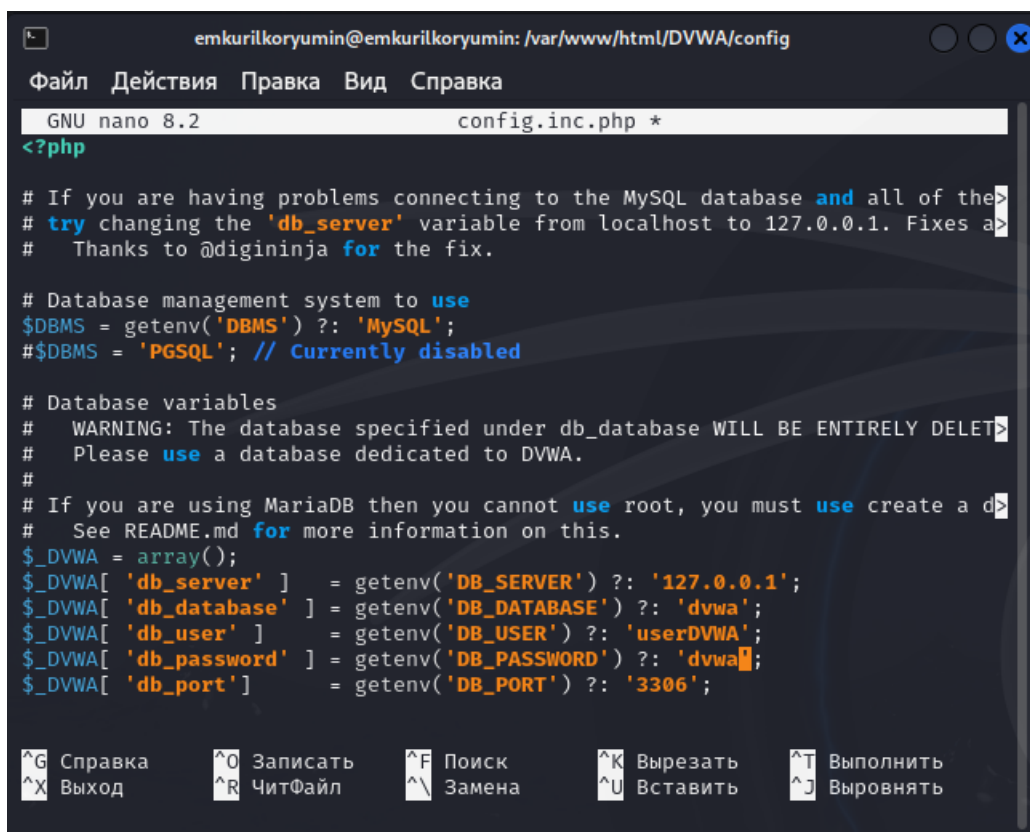 emkurilkoryumin@emkurilkoryumin: /var/www/html/DVWA/config
Файл Действия Правка Вид Справка
GNU nano 8.2 config.inc.php *
<?php
# If you are having problems connecting to the MySQL database and all of the>
# try changing the 'db_server' variable from localhost to 127.0.0.1. Fixes a>
#   Thanks to @digininja for the fix.
# Database management system to use
$DBMS = getenv('DBMS') ?: 'MySQL';
#$DBMS = 'PGSQL'; // Currently disabled
# Database variables
#   WARNING: The database specified under db_database WILL BE ENTIRELY DELET>
#   Please use a database dedicated to DVWA.
#
# If you are using MariaDB then you cannot use root, you must use create a d>
#   See README.md for more information on this.
$_DVWA = array();
$_DVWA[ 'db_server' ]   = getenv('DB_SERVER') ?: '127.0.0.1';
$_DVWA[ 'db_database' ] = getenv('DB_DATABASE') ?: 'dvwa';
$_DVWA[ 'db_user' ]     = getenv('DB_USER') ?: 'userDVWA';
$_DVWA[ 'db_password' ] = getenv('DB_PASSWORD') ?: 'dvwa';
$_DVWA[ 'db_port']      = getenv('DB_PORT') ?: '3306';
^G Справка ^O Записать ^F Поиск ^K Вырезать ^T Выполнить
^X Выход ^R ЧитФайл ^\ Замена ^U Вставить ^J Выровнять